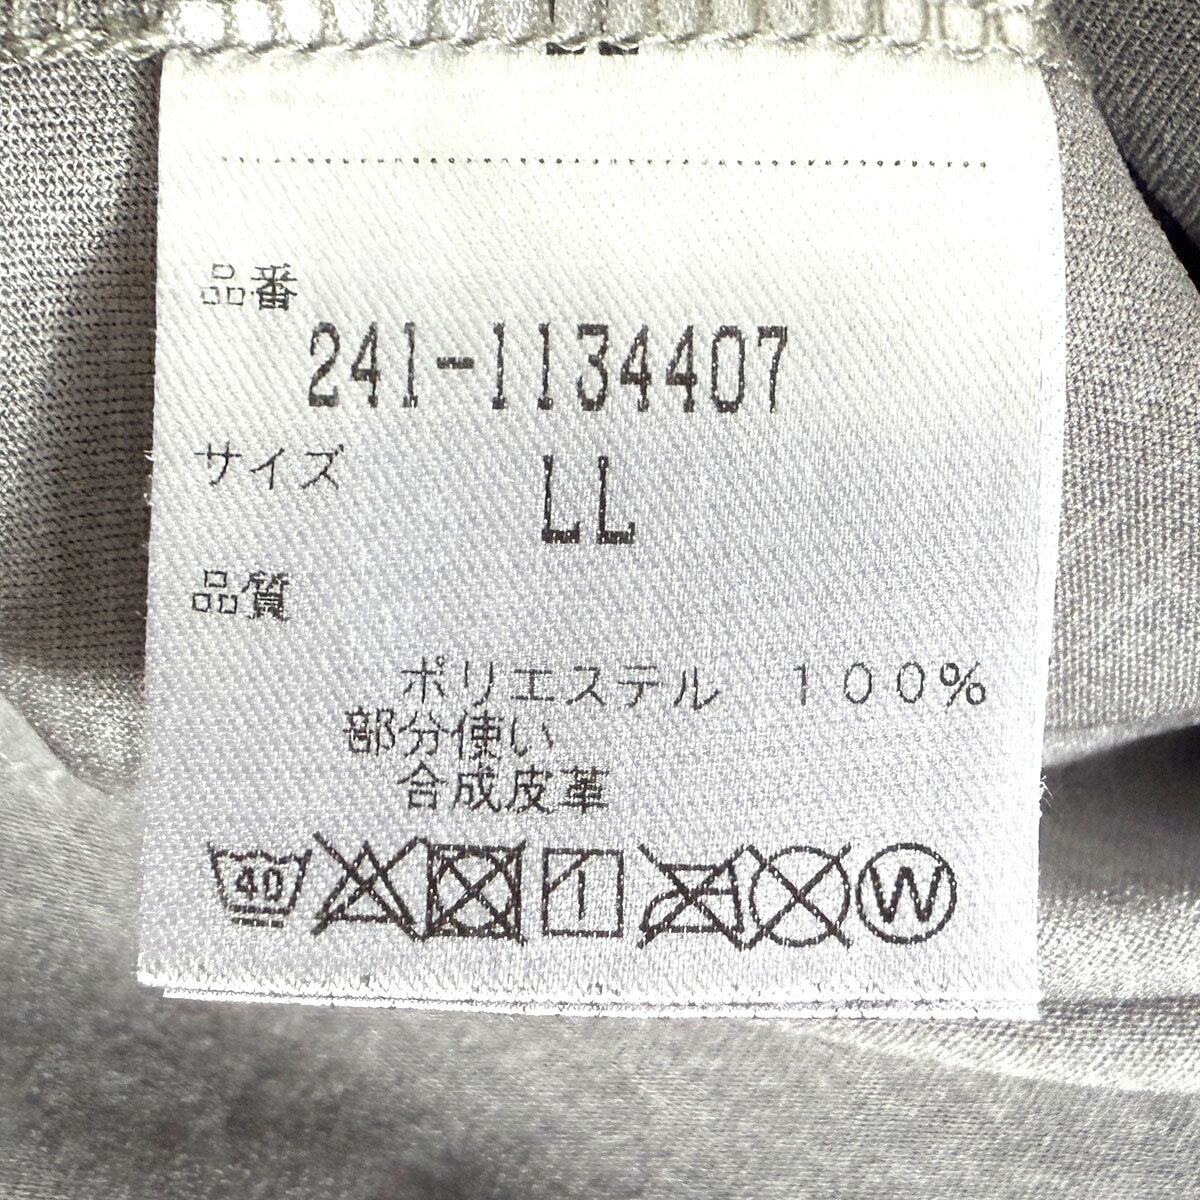 品番
241-1134407
サイズ
LL
品質
ポリエステル 100%
部分使い
合成皮革
40 W